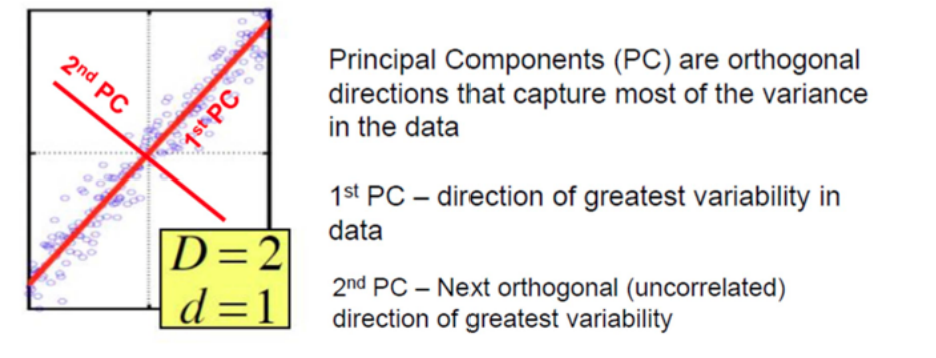 2nd PC
1st PC
D = 2
d = 1
Principal Components (PC) are orthogonal
directions that capture most of the variance
in the data
1st PC – direction of greatest variability in
data
2nd PC – Next orthogonal (uncorrelated)
direction of greatest variability